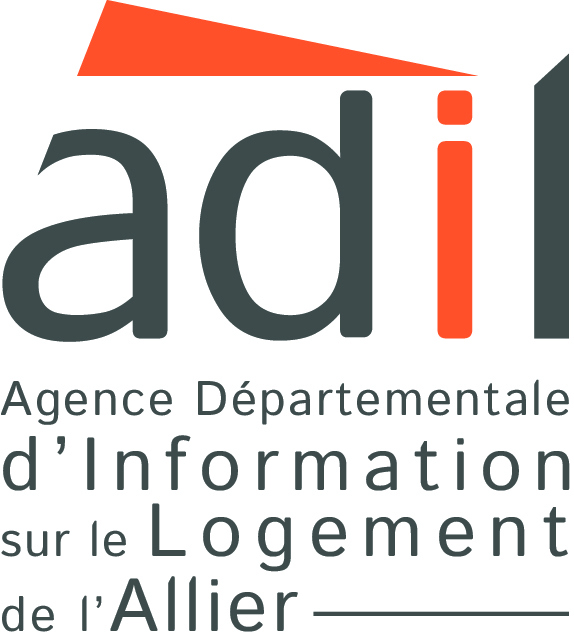 adil
Agence Départementale
d'Information
sur le Logement
de l'Allier